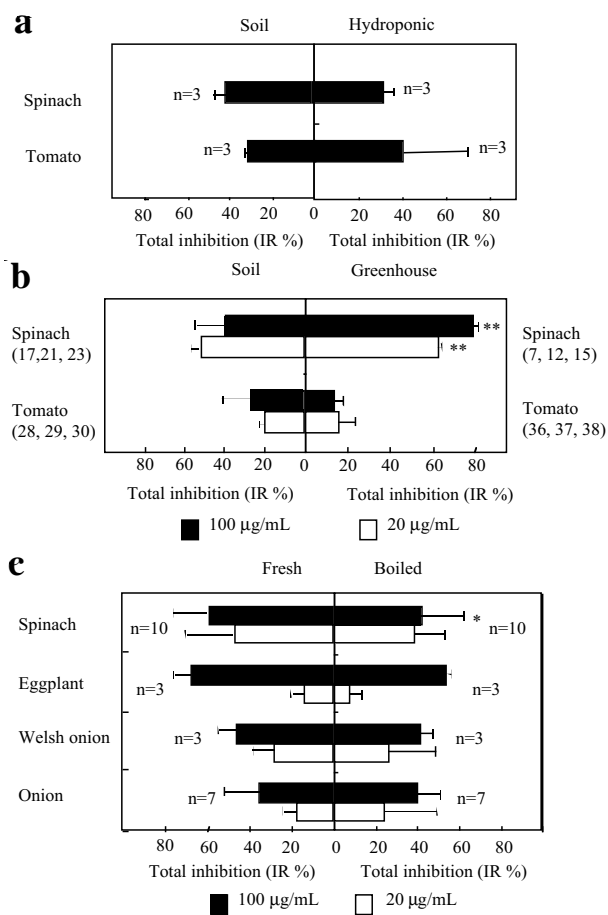 a
Soil Hydroponic
Spinach n=3 n=3
Tomato n=3 n=3
80 60 40 20 0 20 40 60 80
Total inhibition (IR %) Total inhibition (IR %)
b
Soil Greenhouse
Spinach ** Spinach
(17,21, 23) ** (7, 12, 15)
Tomato Tomato
(28, 29, 30) (36, 37, 38)
80 60 40 20 0 20 40 60 80
Total inhibition (IR %) Total inhibition (IR %)
100 µg/mL 20 µg/mL
c
Fresh Boiled
Spinach n=10 * n=10
Eggplant n=3 n=3
Welsh onion n=3 n=3
Onion n=7 n=7
80 60 40 20 0 20 40 60 80
Total inhibition (IR %) Total inhibition (IR %)
100 µg/mL 20 µg/mL